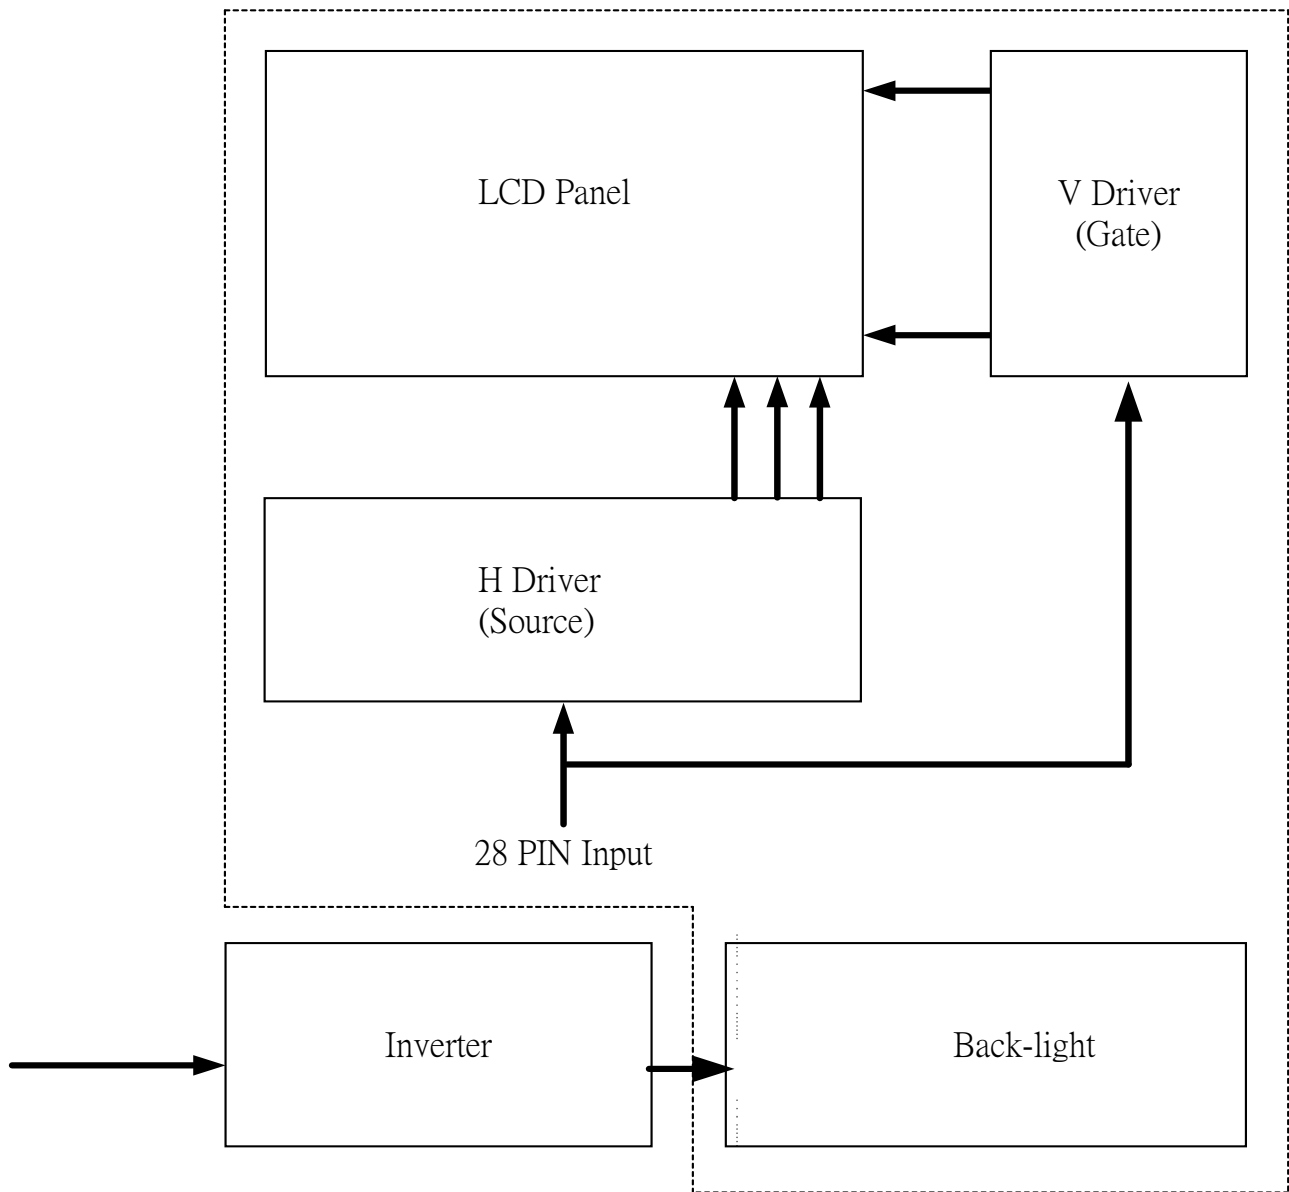 LCD Panel
V Driver
(Gate)
H Driver
(Source)
28 PIN Input
Inverter
Back-light